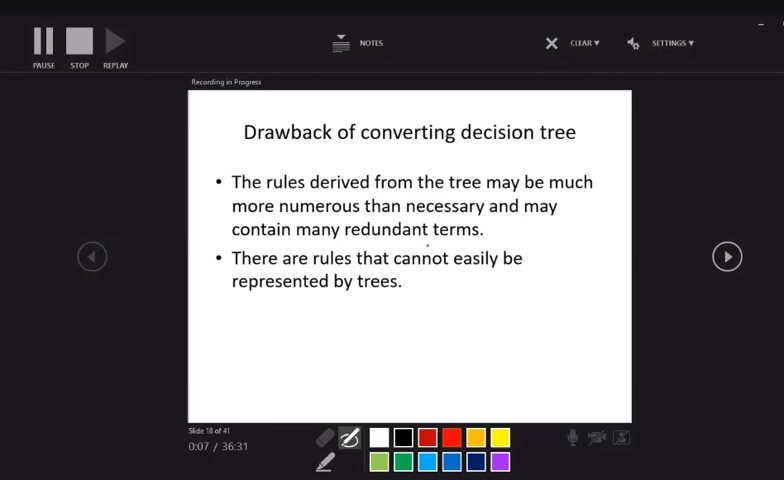 NOTES
CLEAR
SETTINGS
PAUSE STOP REPLAY
Recording in Progress
Drawback of converting decision tree
• The rules derived from the tree may be much
more numerous than necessary and may
contain many redundant terms.
• There are rules that cannot easily be
represented by trees.
Slide 18 of 41
0:07 / 36:31